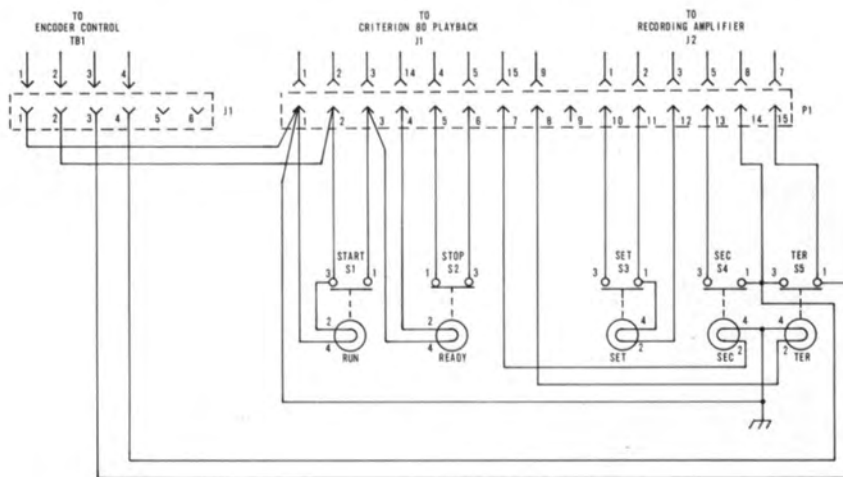 TO
ENCODER CONTROL
TB1
TO
CRITERION 80 PLAYBACK
J1
TO
RECORDING AMPLIFIER
J2
1 2 3 4
1 2 3 14 4 5 15 9
1 2 3 5 8 7
J1
P1
1 2 3 4 5 6
1 2 3 4 5 6 7 8 9 10 11 12 13 14 15
START
S1
STOP
S2
SET
S3
SEC
S4
TER
S5
3 1
1 3
3 1
3 1
3 1
2
4
RUN
2
4
READY
4
2
SET
4
2
SEC
4
2
TER